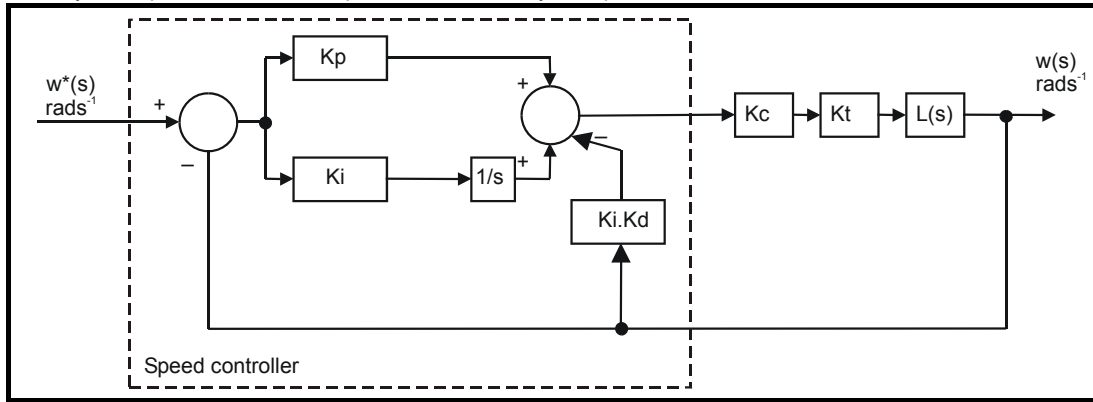 w*(s)
rads⁻¹
+
–
Kp
Ki
1/s
+
+
–
Ki.Kd
Kc
Kt
L(s)
w(s)
rads⁻¹
Speed controller